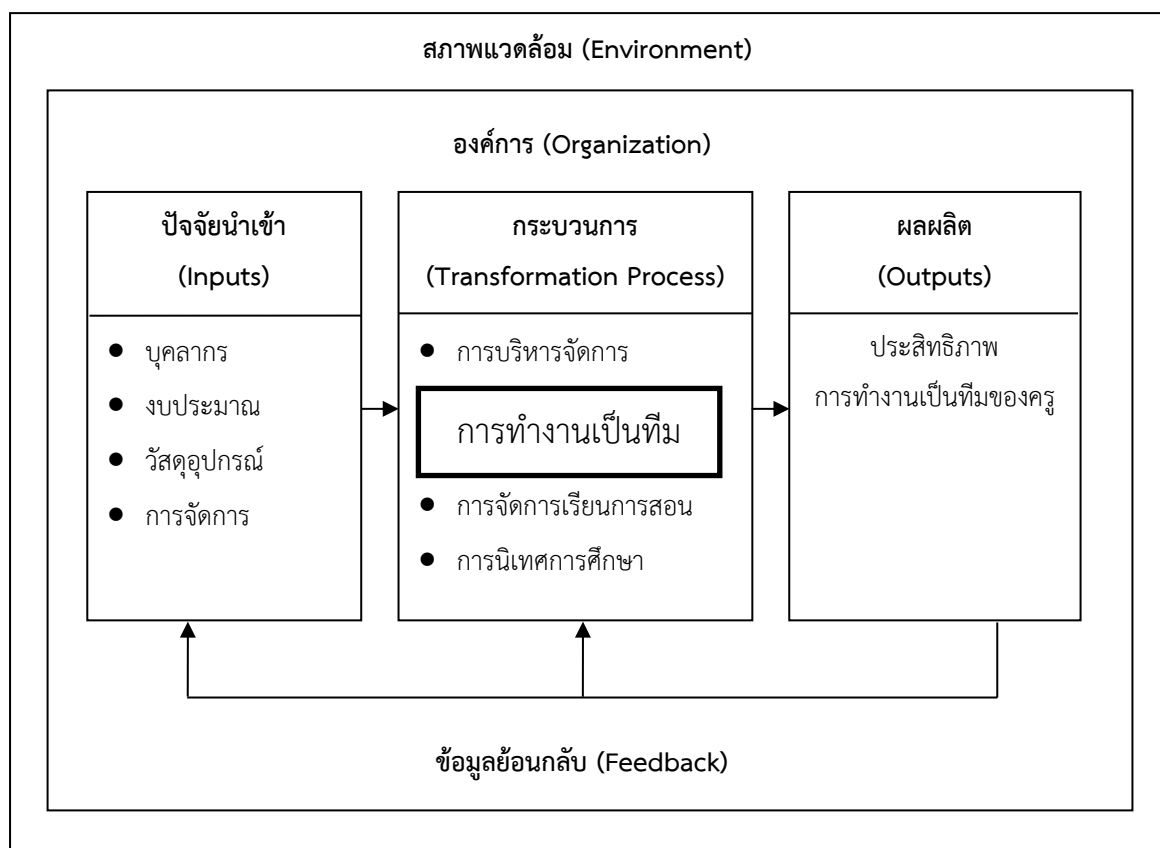 สภาพแวดล้อม (Environment)
องค์การ (Organization)
ปัจจัยนำเข้า
(Inputs)
● บุคลากร
● งบประมาณ
● วัสดุอุปกรณ์
● การจัดการ
กระบวนการ
(Transformation Process)
● การบริหารจัดการ
การทำงานเป็นทีม
● การจัดการเรียนการสอน
● การนิเทศการศึกษา
ผลผลิต
(Outputs)
ประสิทธิภาพ
การทำงานเป็นทีมของครู
ข้อมูลย้อนกลับ (Feedback)